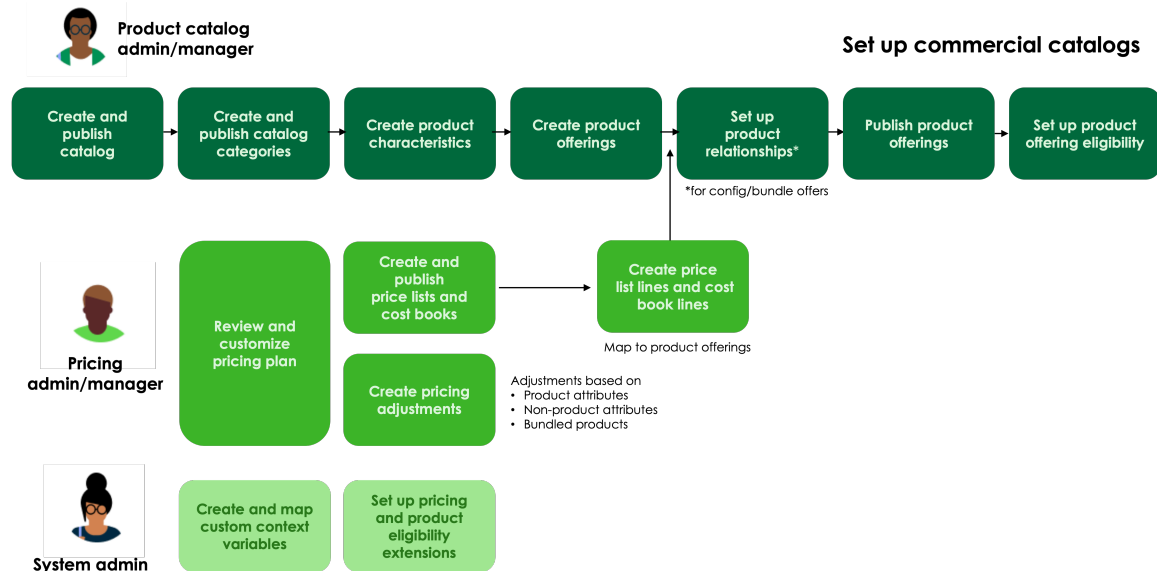 Product catalog
admin/manager
Set up commercial catalogs
Create and
publish
catalog
Create and
publish catalog
categories
Create product
characteristics
Create product
offerings
Set up
product
relationships*
Publish product
offerings
Set up product
offering eligibility
*for config/bundle offers
Review and
customize
pricing plan
Create and
publish
price lists and
cost books
Create price
list lines and cost
book lines
Map to product offerings
Pricing
admin/manager
Create pricing
adjustments
Adjustments based on
• Product attributes
• Non-product attributes
• Bundled products
System admin
Create and map
custom context
variables
Set up pricing
and product
eligibility
extensions